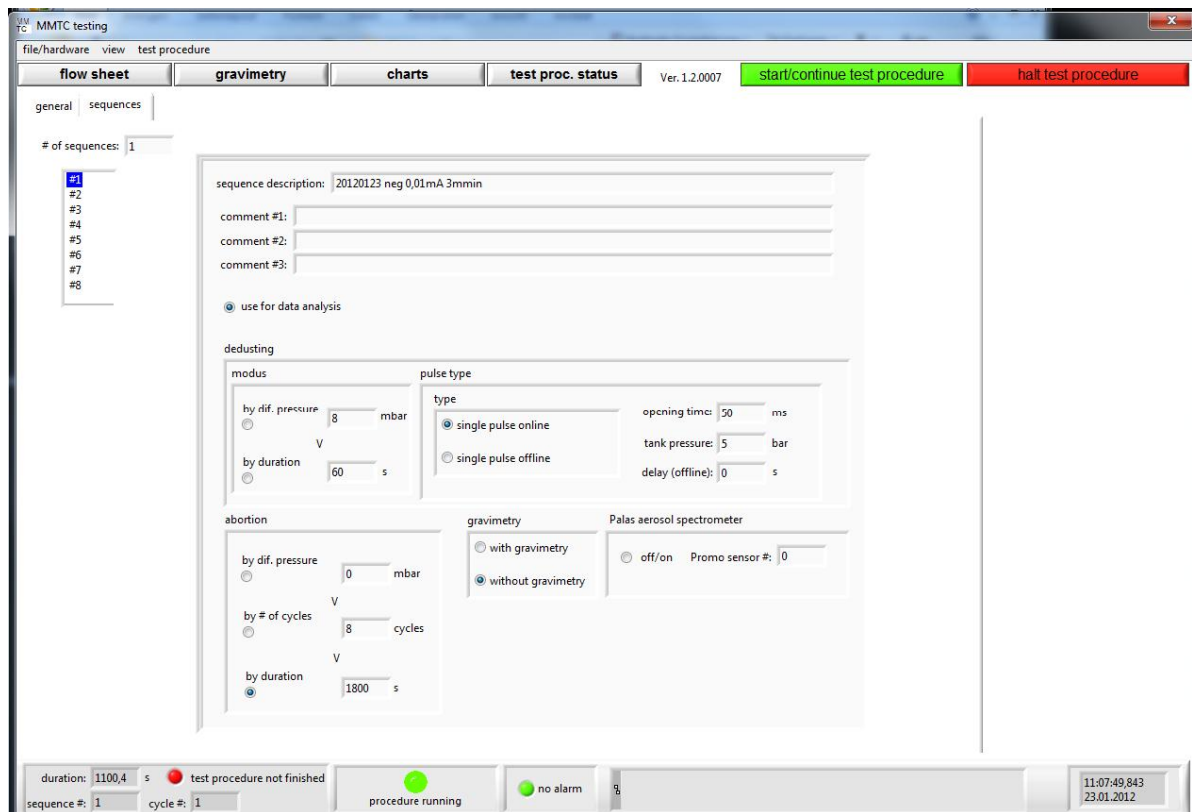 MM TC MMTC testing
file/hardware view test procedure
flow sheet gravimetry charts test proc. status Ver. 1.2.0007 start/continue test procedure halt test procedure
general sequences
# of sequences: 1
#1
#2
#3
#4
#5
#6
#7
#8
sequence description: 20120123 neg 0,01mA 3mmin
comment #1:
comment #2:
comment #3:
use for data analysis
dedusting
modus
by dif. pressure 8 mbar
V
by duration 60 s
pulse type
type
single pulse online
single pulse offline
opening time: 50 ms
tank pressure: 5 bar
delay (offline): 0 s
abortion
by dif. pressure 0 mbar
V
by # of cycles 8 cycles
V
by duration 1800 s
gravimetry
with gravimetry
without gravimetry
Palas aerosol spectrometer
off/on Promo sensor #: 0
duration: 1100,4 s test procedure not finished
sequence #: 1 cycle #: 1
procedure running
no alarm
11:07:49,843
23.01.2012